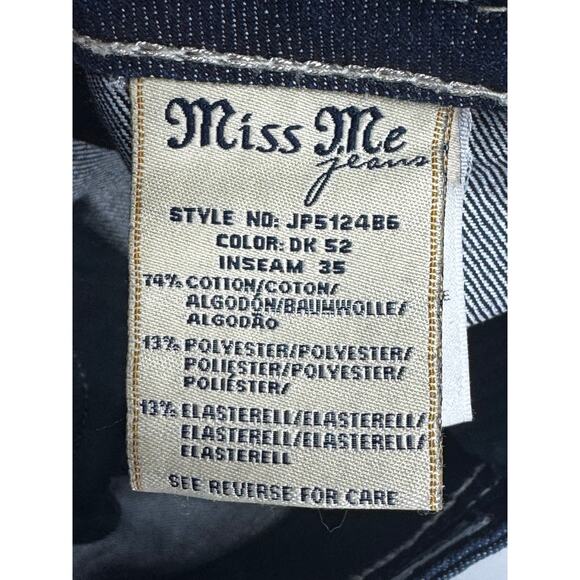 Miss Me
jeans
STYLE NO: JP5124B6
COLOR: DK 52
INSEAM 35
74% COTTON/COTON/
ALGODÓN/BAUMWOLLE/
ALGODÃO
13% POLYESTER/POLYESTER/
POLIESTER/POLYESTER/
POLIÉSTER/
13% ELASTERELL/ELASTERELL/
ELASTERELL/ELASTERELL/
ELASTERELL
SEE REVERSE FOR CARE